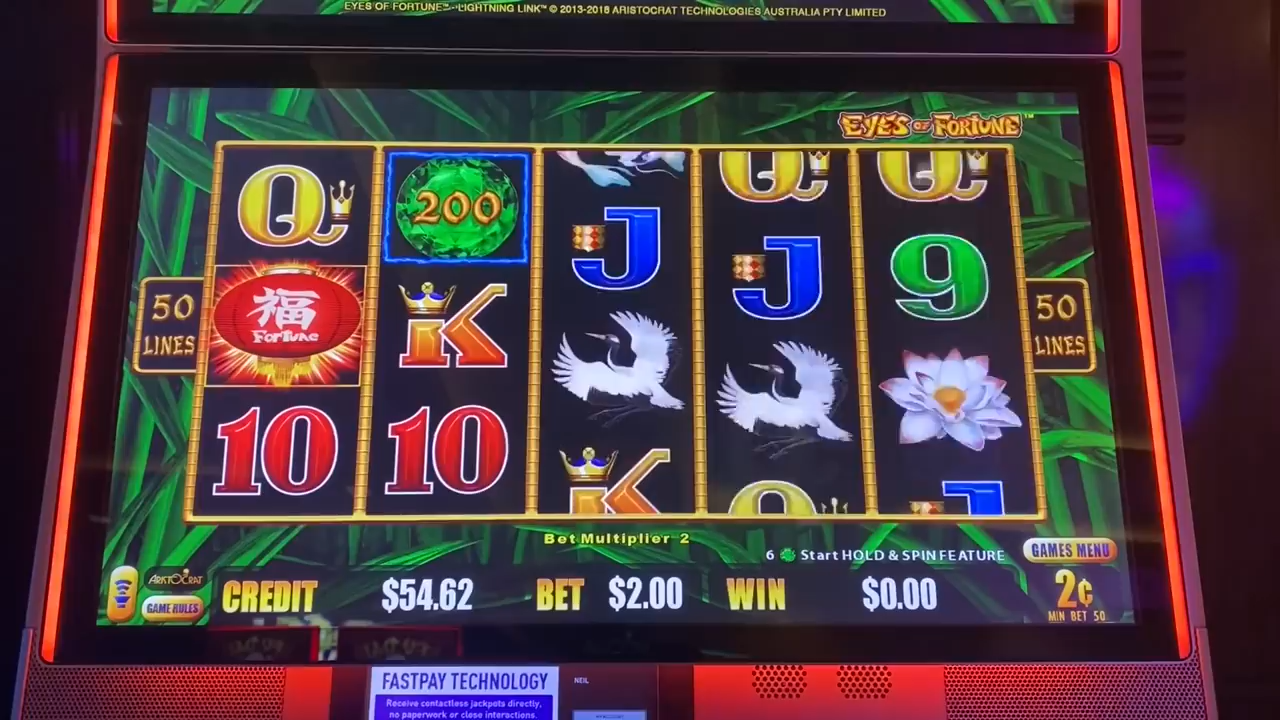 EYES OF FORTUNE™ · LIGHTNING LINK™ © 2013-2018 ARISTOCRAT TECHNOLOGIES AUSTRALIA PTY LIMITED
EYES OF FORTUNE™
Q 200 Q Q
J J 9
福
FORTUNE
K
50
LINES
50
LINES
10 10 K Q J
Bet Multiplier 2
6 Start HOLD & SPIN FEATURE
GAMES MENU
ARISTOCRAT
GAME RULES
CREDIT $54.62 BET $2.00 WIN $0.00
2¢
MIN BET 50
FASTPAY TECHNOLOGY
Receive contactless jackpots directly,
no paperwork or close interactions.
NEIL